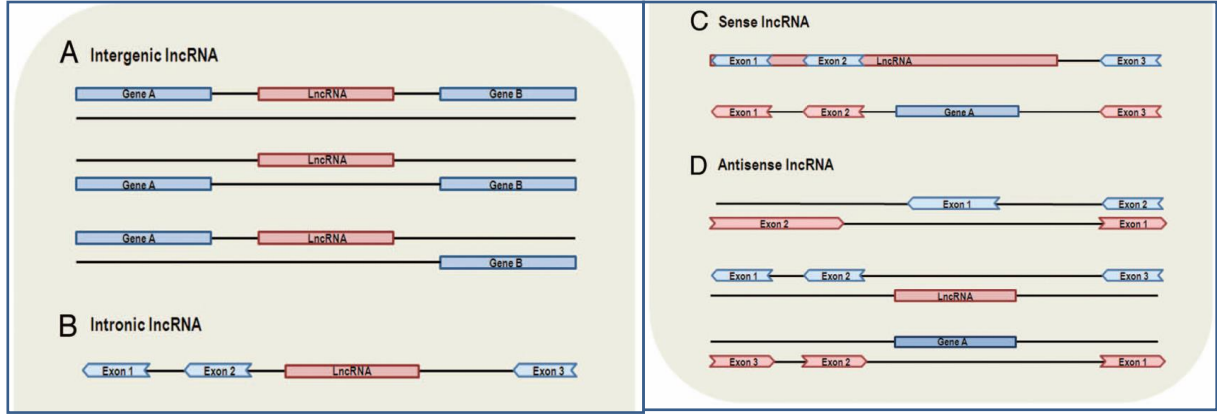 A Intergenic lncRNA
Gene A LncRNA Gene B
LncRNA
Gene A Gene B
Gene A LncRNA
Gene B
B Intronic lncRNA
Exon 1 Exon 2 LncRNA Exon 3
C Sense lncRNA
Exon 1 Exon 2 LncRNA Exon 3
Exon 1 Exon 2 Gene A Exon 3
D Antisense lncRNA
Exon 1 Exon 2
Exon 2 Exon 1
Exon 1 Exon 2 Exon 3
LncRNA
Gene A
Exon 3 Exon 2 Exon 1